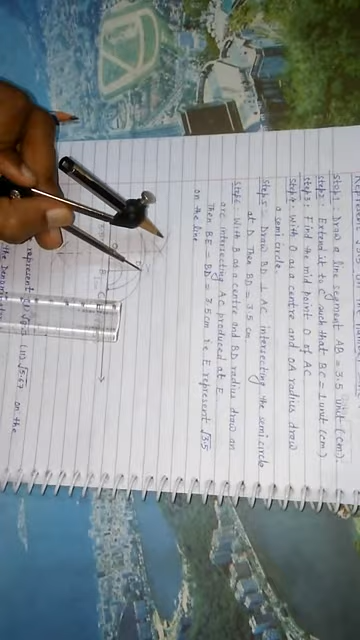 step1: Draw a line segment AB = 3.5 unit (cm).
step2: Extend it to C such that BC = 1 unit (cm)
step3: Find the mid point O of AC
step4: With O as a centre and OA radius draw
a semi circle.
step5: Draw BD ⊥ AC intersecting the semicircle
at D. Then BD = √3.5 cm
step6: With B as a centre and BD radius draw an
arc intersecting AC produced at E
Then BE = BD = √3.5 cm i.e E represent √3.5
on the line
represent √5.67 on the